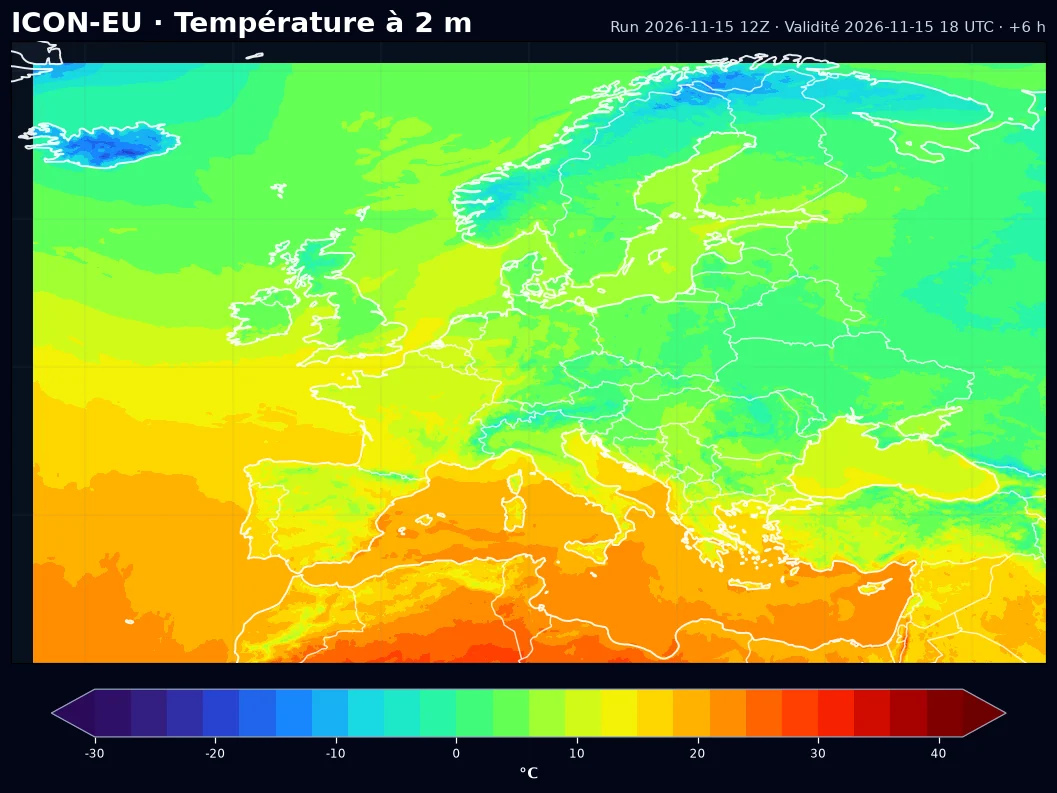 ICON-EU · Température à 2 m
Run 2026-11-15 12Z · Validité 2026-11-15 18 UTC · +6 h
-30 -20 -10 0 10 20 30 40
°C